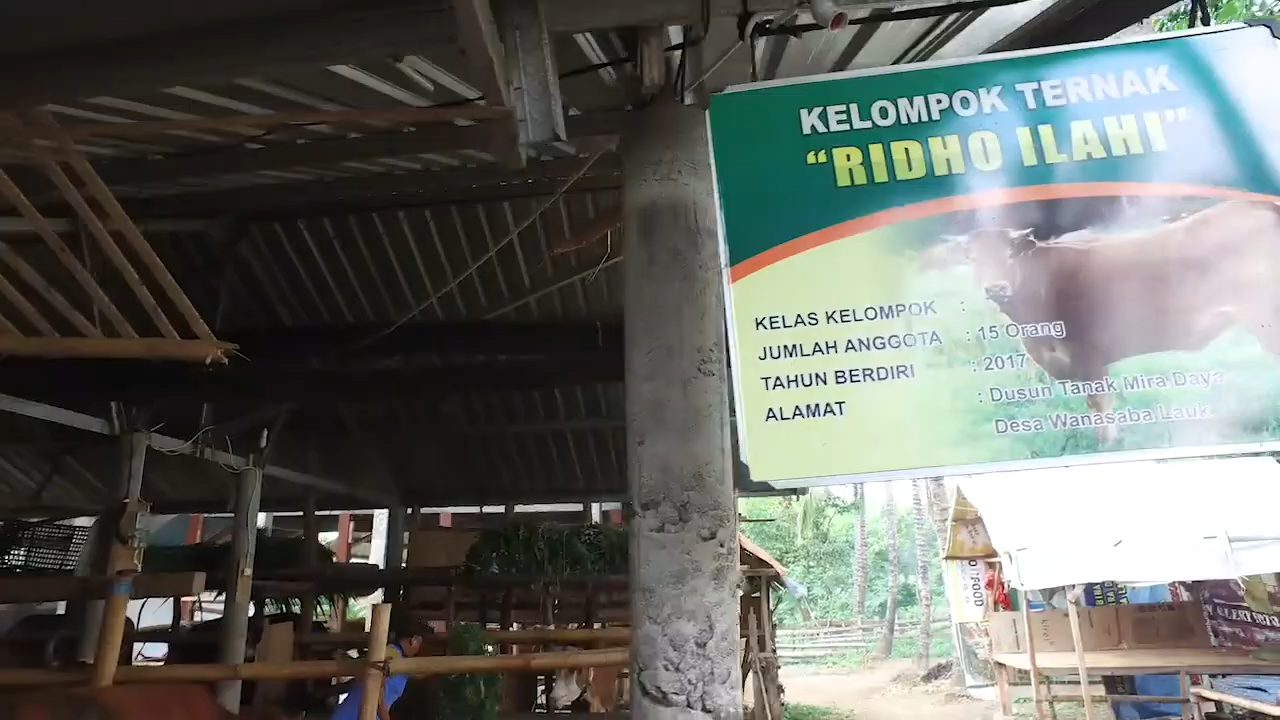 KELOMPOK TERNAK
“RIDHO ILAHI”
KELAS KELOMPOK :
JUMLAH ANGGOTA : 15 Orang
TAHUN BERDIRI : 2017
ALAMAT : Dusun Tanak Mira Daya
Desa Wanasaba Lauk
FOOD